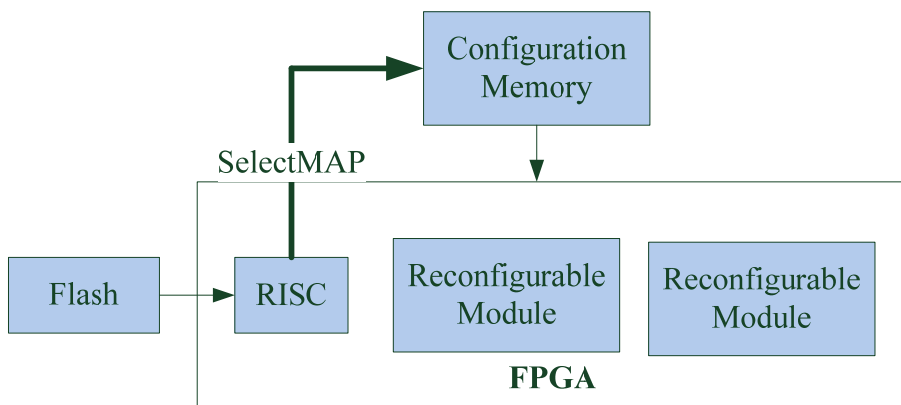 Configuration
Memory
SelectMAP
Flash
RISC
Reconfigurable
Module
Reconfigurable
Module
FPGA